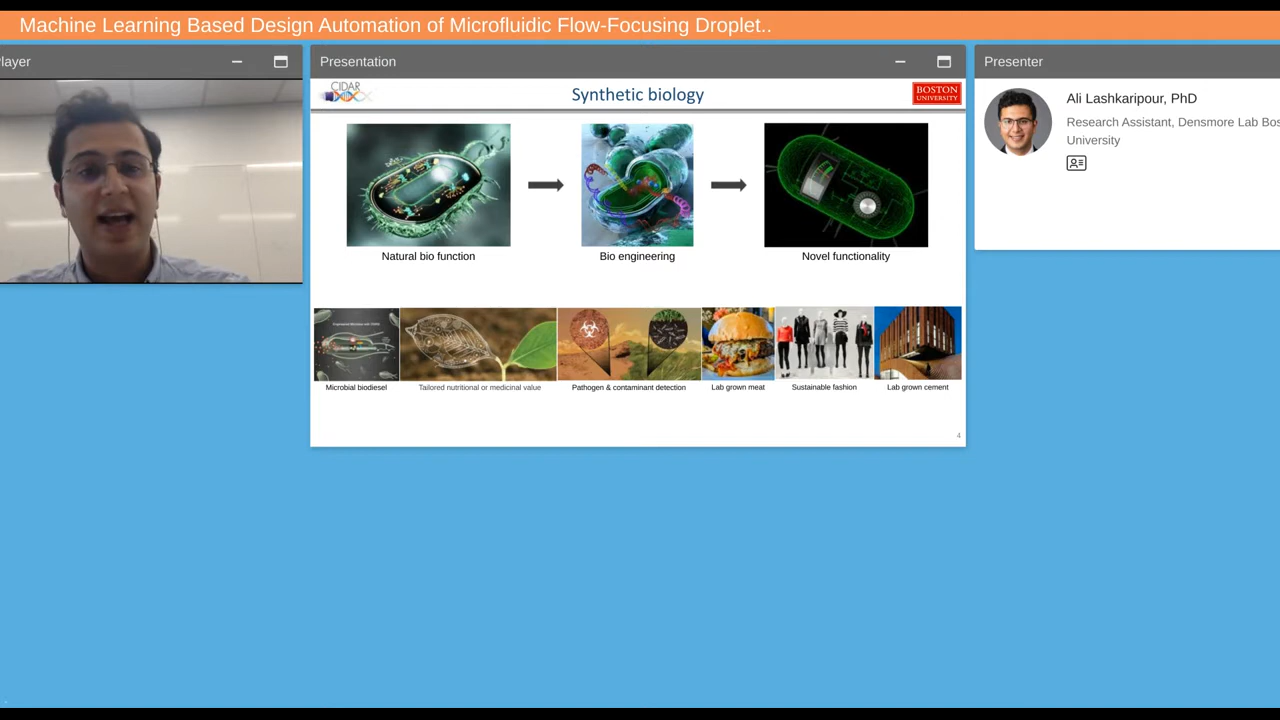 Machine Learning Based Design Automation of Microfluidic Flow-Focusing Droplet..
layer
Presentation
Presenter
CIDAR
Synthetic biology
BOSTON
UNIVERSITY
Ali Lashkaripour, PhD
Research Assistant, Densmore Lab Bos
University
Natural bio function
Bio engineering
Novel functionality
Microbial biodiesel
Tailored nutritional or medicinal value
Pathogen & contaminant detection
Lab grown meat
Sustainable fashion
Lab grown cement
4